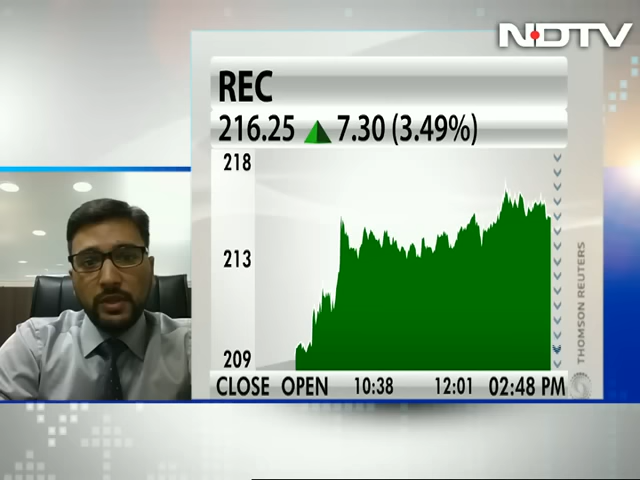 NDTV
REC
216.25 ▲ 7.30 (3.49%)
218
213
209
CLOSE OPEN 10:38 12:01 02:48 PM
THOMSON REUTERS